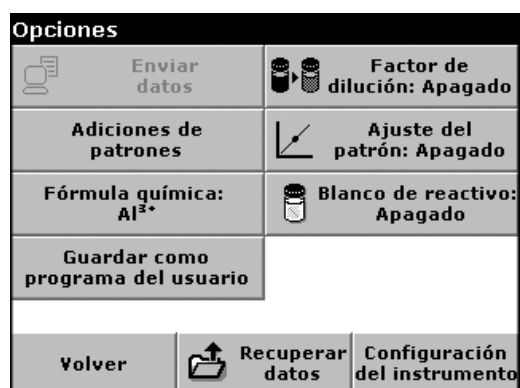 Opciones
Enviar
datos
Factor de
dilución: Apagado
Adiciones de
patrones
Ajuste del
patrón: Apagado
Fórmula química:
Al³⁺
Blanco de reactivo:
Apagado
Guardar como
programa del usuario
Volver
Recuperar
datos
Configuración
del instrumento